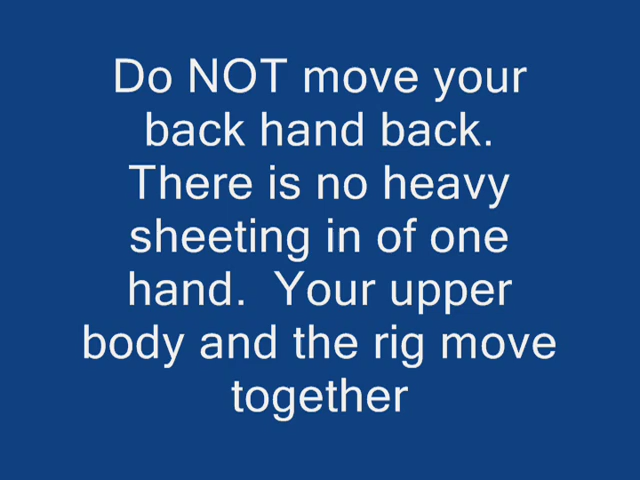 Do NOT move your
back hand back.
There is no heavy
sheeting in of one
hand.  Your upper
body and the rig move
together